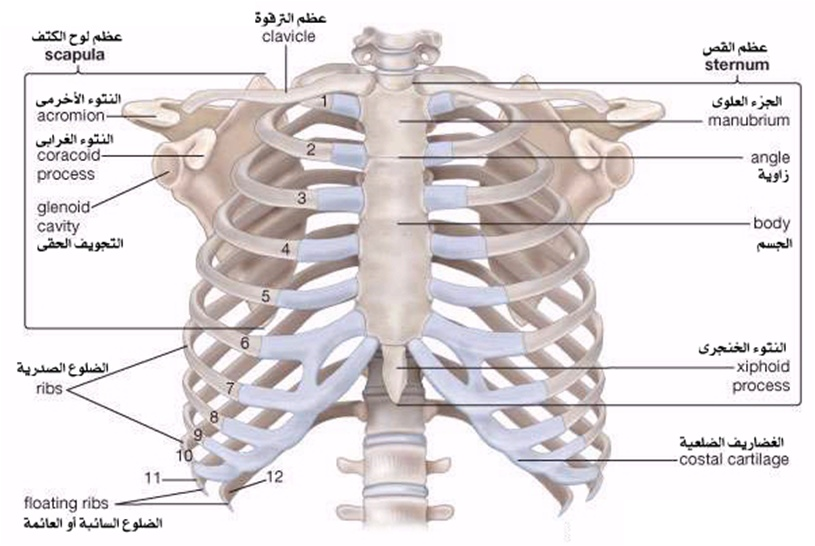 عظم الترقوة
clavicle
عظم لوح الكتف
scapula
النتوء الأخرمى
acromion
النتوء الغرابى
coracoid
process
glenoid
cavity
التجويف الحقى
الضلوع الصدرية
ribs
floating ribs
الضلوع السائبة أو العائمة
1
2
3
4
5
6
7
8
9
10
11
12
عظم القص
sternum
الجزء العلوى
manubrium
angle
زاوية
body
الجسم
النتوء الخنجرى
xiphoid
process
الغضاريف الضلعية
costal cartilage